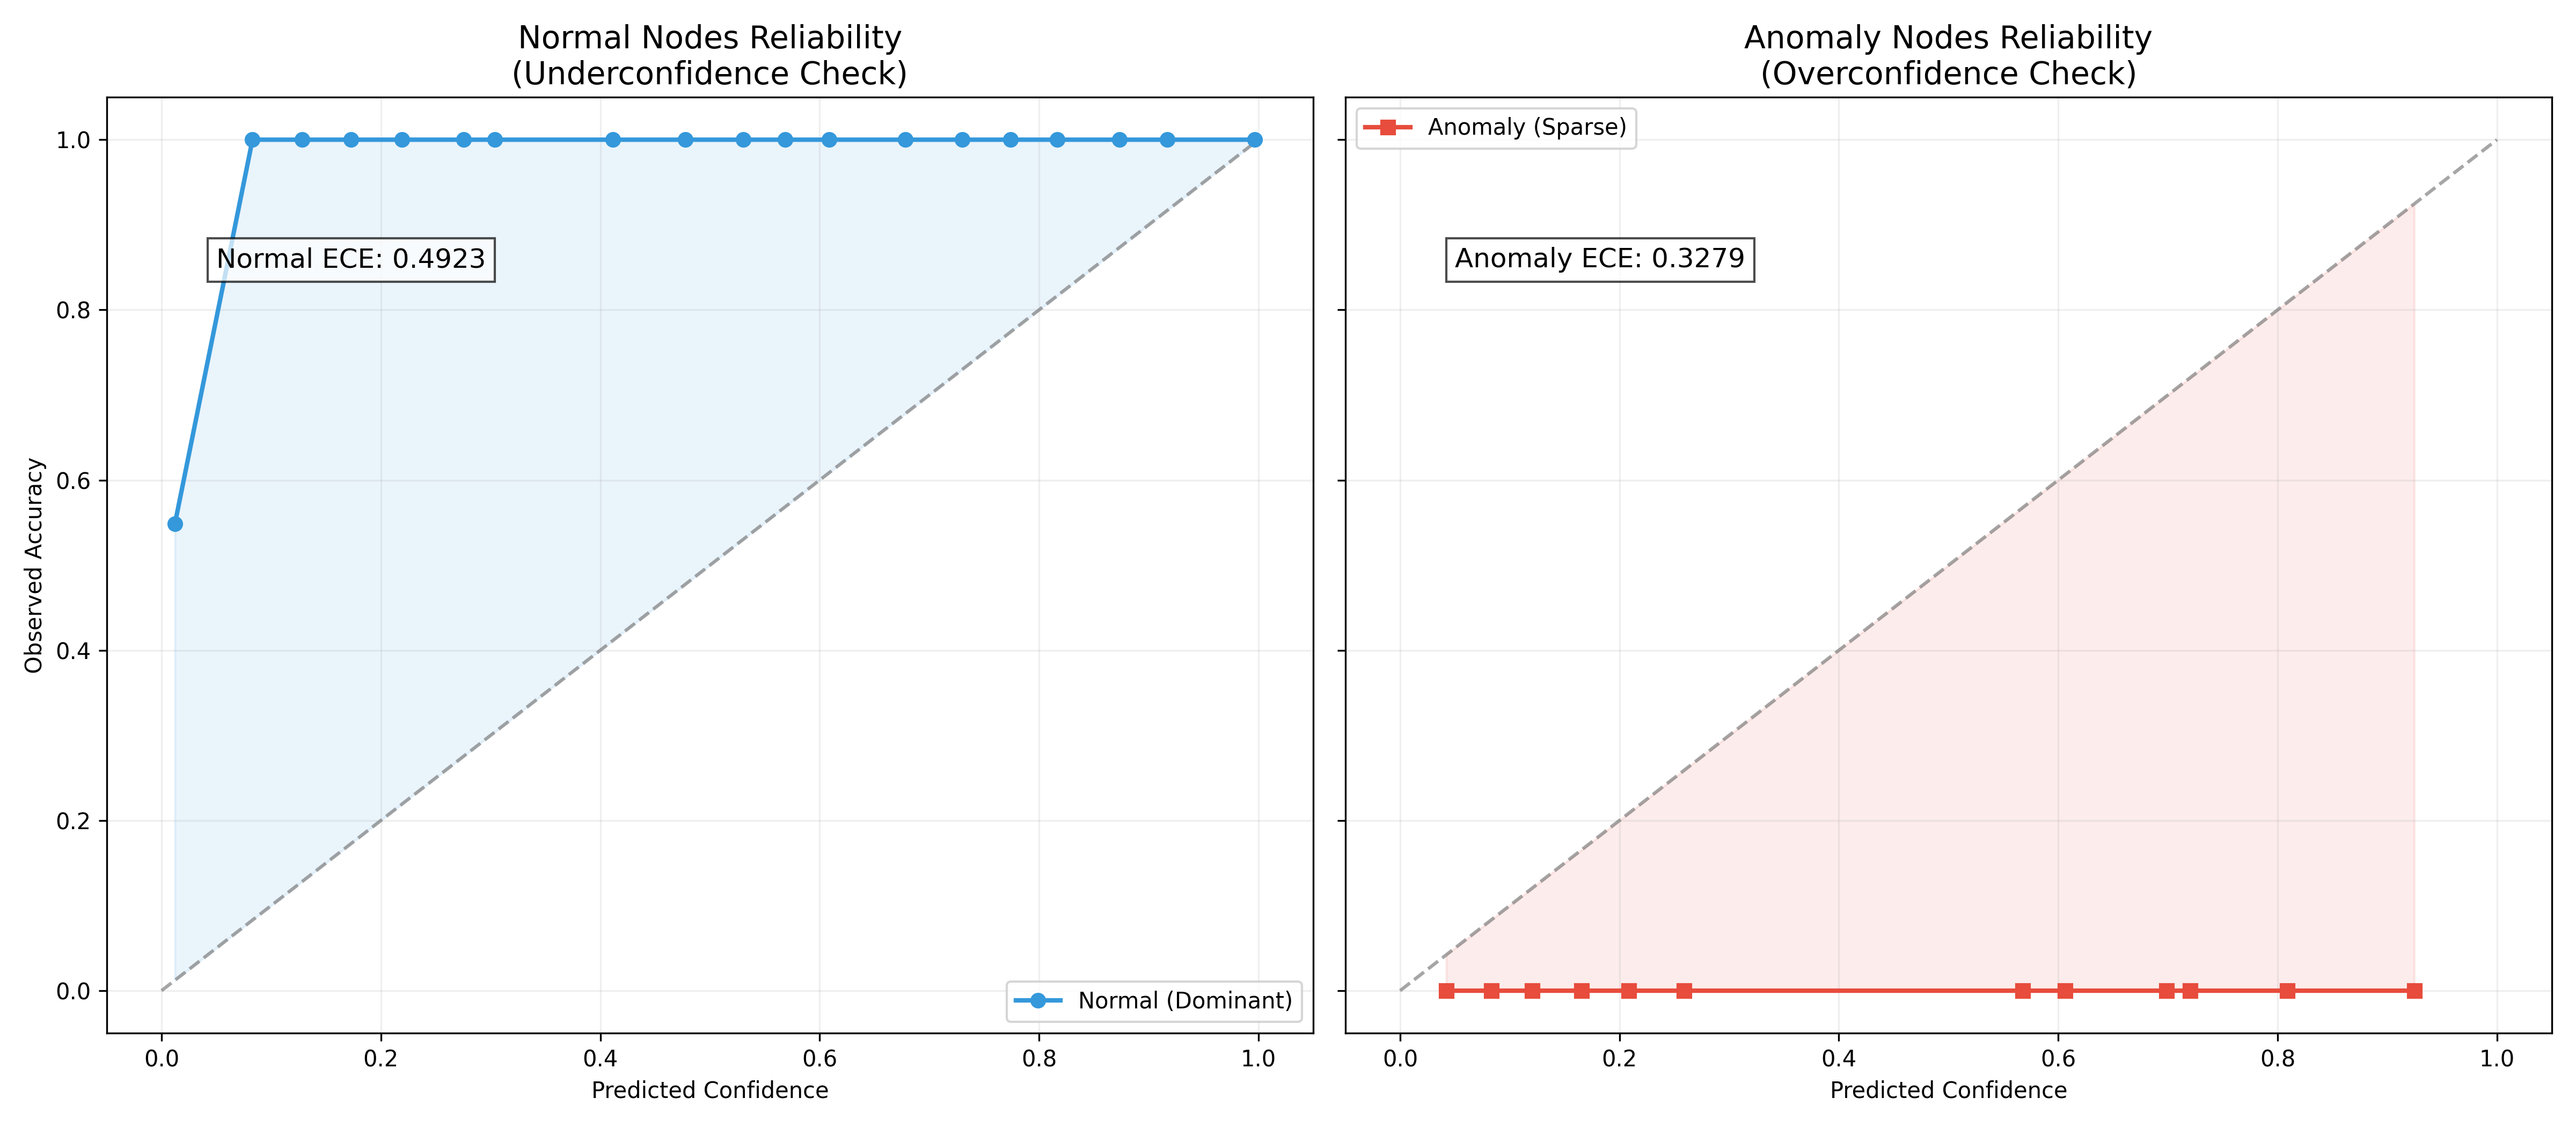 Normal Nodes Reliability
(Underconfidence Check)
Observed Accuracy
1.0
0.8
0.6
0.4
0.2
0.0
Normal ECE: 0.4923
Normal (Dominant)
0.0 0.2 0.4 0.6 0.8 1.0
Predicted Confidence
Anomaly Nodes Reliability
(Overconfidence Check)
Anomaly (Sparse)
Anomaly ECE: 0.3279
0.0 0.2 0.4 0.6 0.8 1.0
Predicted Confidence